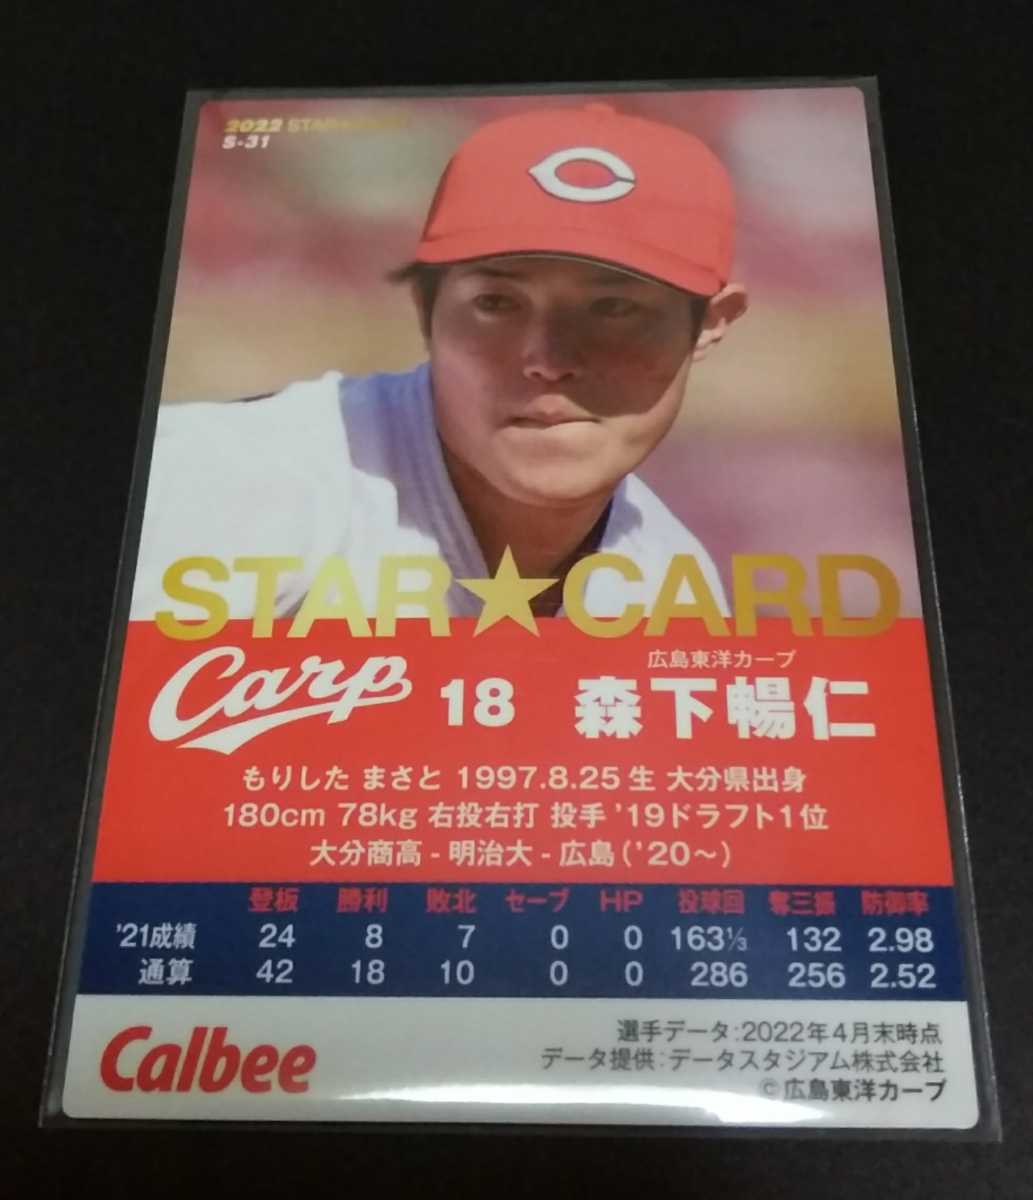 2022 STAR★CARD
S-31
STAR★CARD
広島東洋カープ
Carp 18 森下暢仁
もりした まさと 1997.8.25生 大分県出身
180cm 78kg 右投右打 投手 '19ドラフト1位
大分商高 - 明治大 - 広島 ('20〜)
登板 勝利 敗北 セーブ HP 投球回 奪三振 防御率
'21成績 24 8 7 0 0 163⅓ 132 2.98
通算 42 18 10 0 0 286 256 2.52
Calbee
選手データ:2022年4月末時点
データ提供:データスタジアム株式会社
©広島東洋カープ